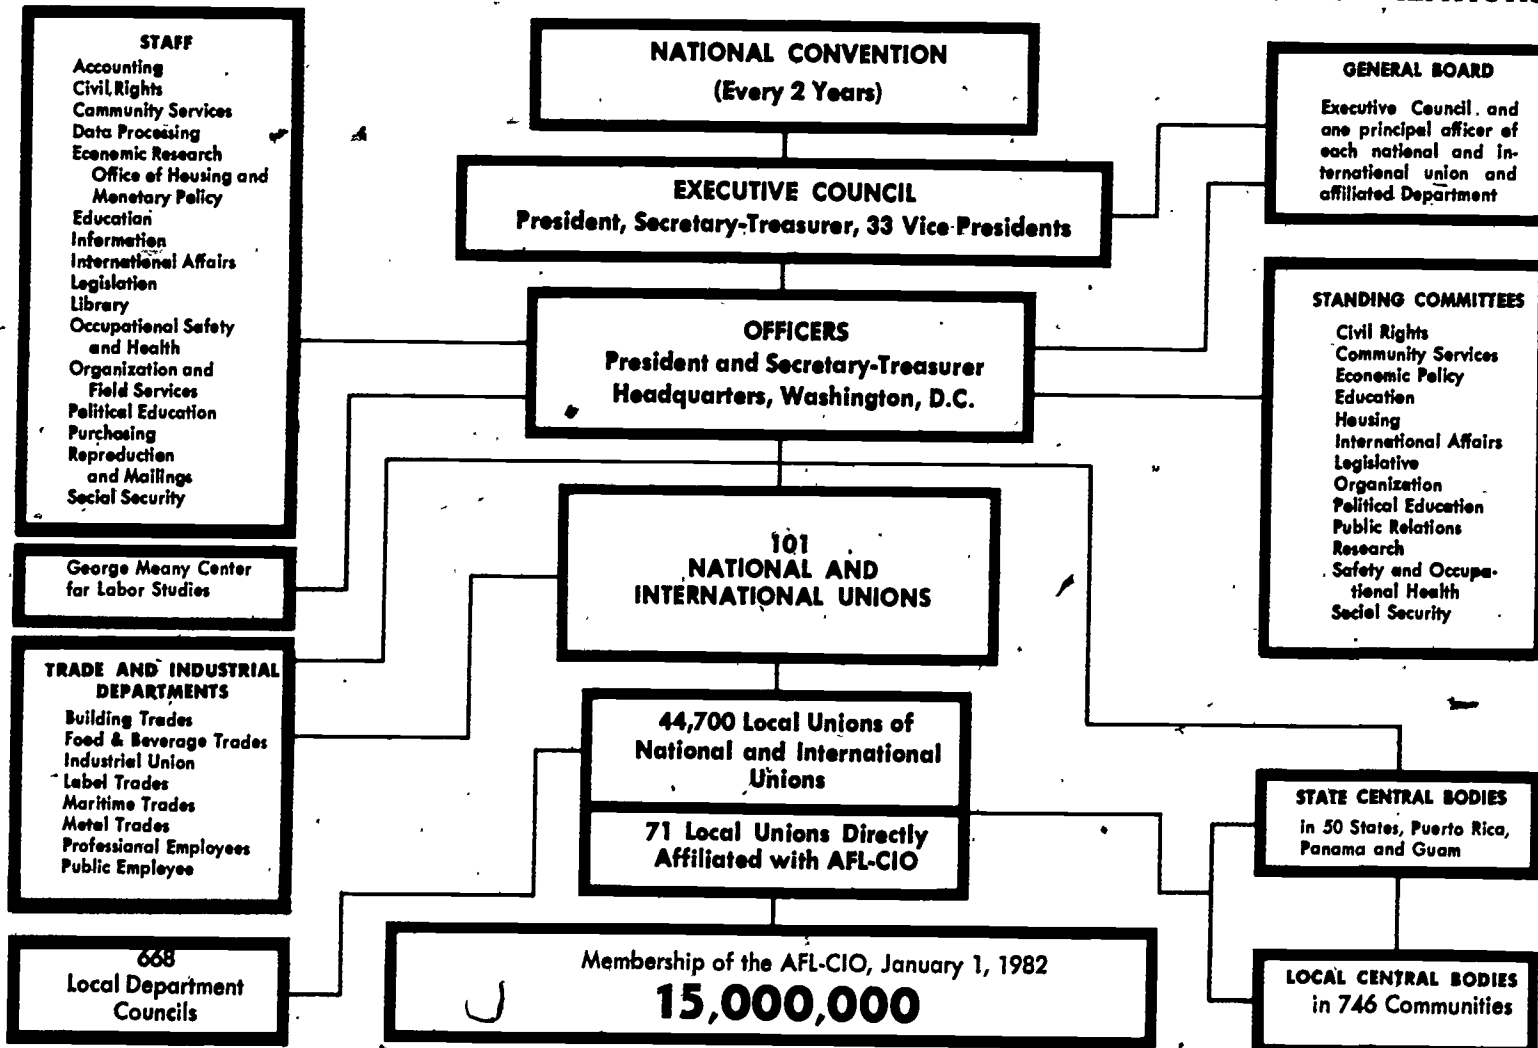 STAFF
Accounting
Civil Rights
Cammunity Services
Data Processing
Economic Research
Office of Housing and
Monetary Policy
Education
Information
International Affairs
Legislation
Library
Occupational Safety
and Health
Organization and
Field Services
Political Education
Purchasing
Reproduction
and Mailings
Social Security
George Meany Center
for Labor Studies
TRADE AND INDUSTRIAL
DEPARTMENTS
Building Trades
Food & Beverage Trades
Industrial Union
Label Trades
Maritime Trades
Metal Trades
Professional Employees
Public Employee
668
Local Department
Councils
NATIONAL CONVENTION
(Every 2 Years)
EXECUTIVE COUNCIL
President, Secretary-Treasurer, 33 Vice-Presidents
OFFICERS
President and Secretary-Treasurer
Headquarters, Washington, D.C.
101
NATIONAL AND
INTERNATIONAL UNIONS
44,700 Local Unions of
National and International
Unions
71 Local Unions Directly
Affiliated with AFL-CIO
Membership of the AFL-CIO, January 1, 1982
15,000,000
GENERAL BOARD
Executive Council and
one principal officer of
each national and in-
ternational union and
affiliated Department
STANDING COMMITTEES
Civil Rights
Community Services
Economic Policy
Education
Housing
International Affairs
Legislative
Organization
Political Education
Public Relations
Research
Safety and Occupa-
tional Health
Social Security
STATE CENTRAL BODIES
in 50 States, Puerto Rica,
Panama and Guam
LOCAL CENTRAL BODIES
in 746 Communities